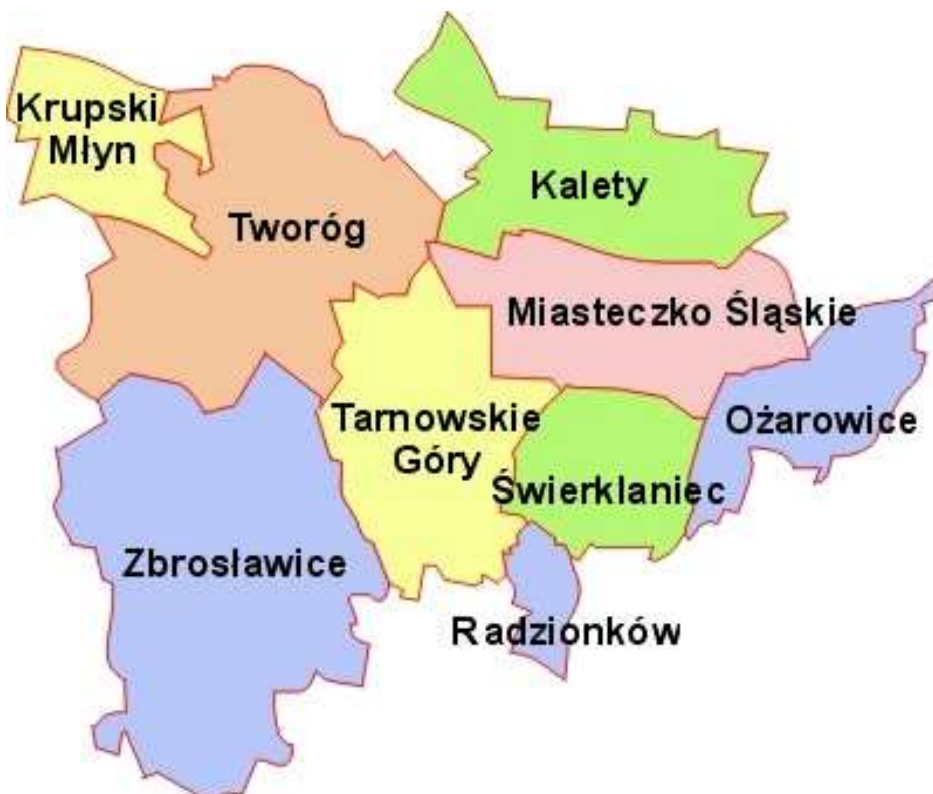 Krupski
Młyn
Kalety
Tworóg
Miasteczko Śląskie
Tarnowskie
Góry
Ożarowice
Świerklaniec
Zbrosławice
Radzionków